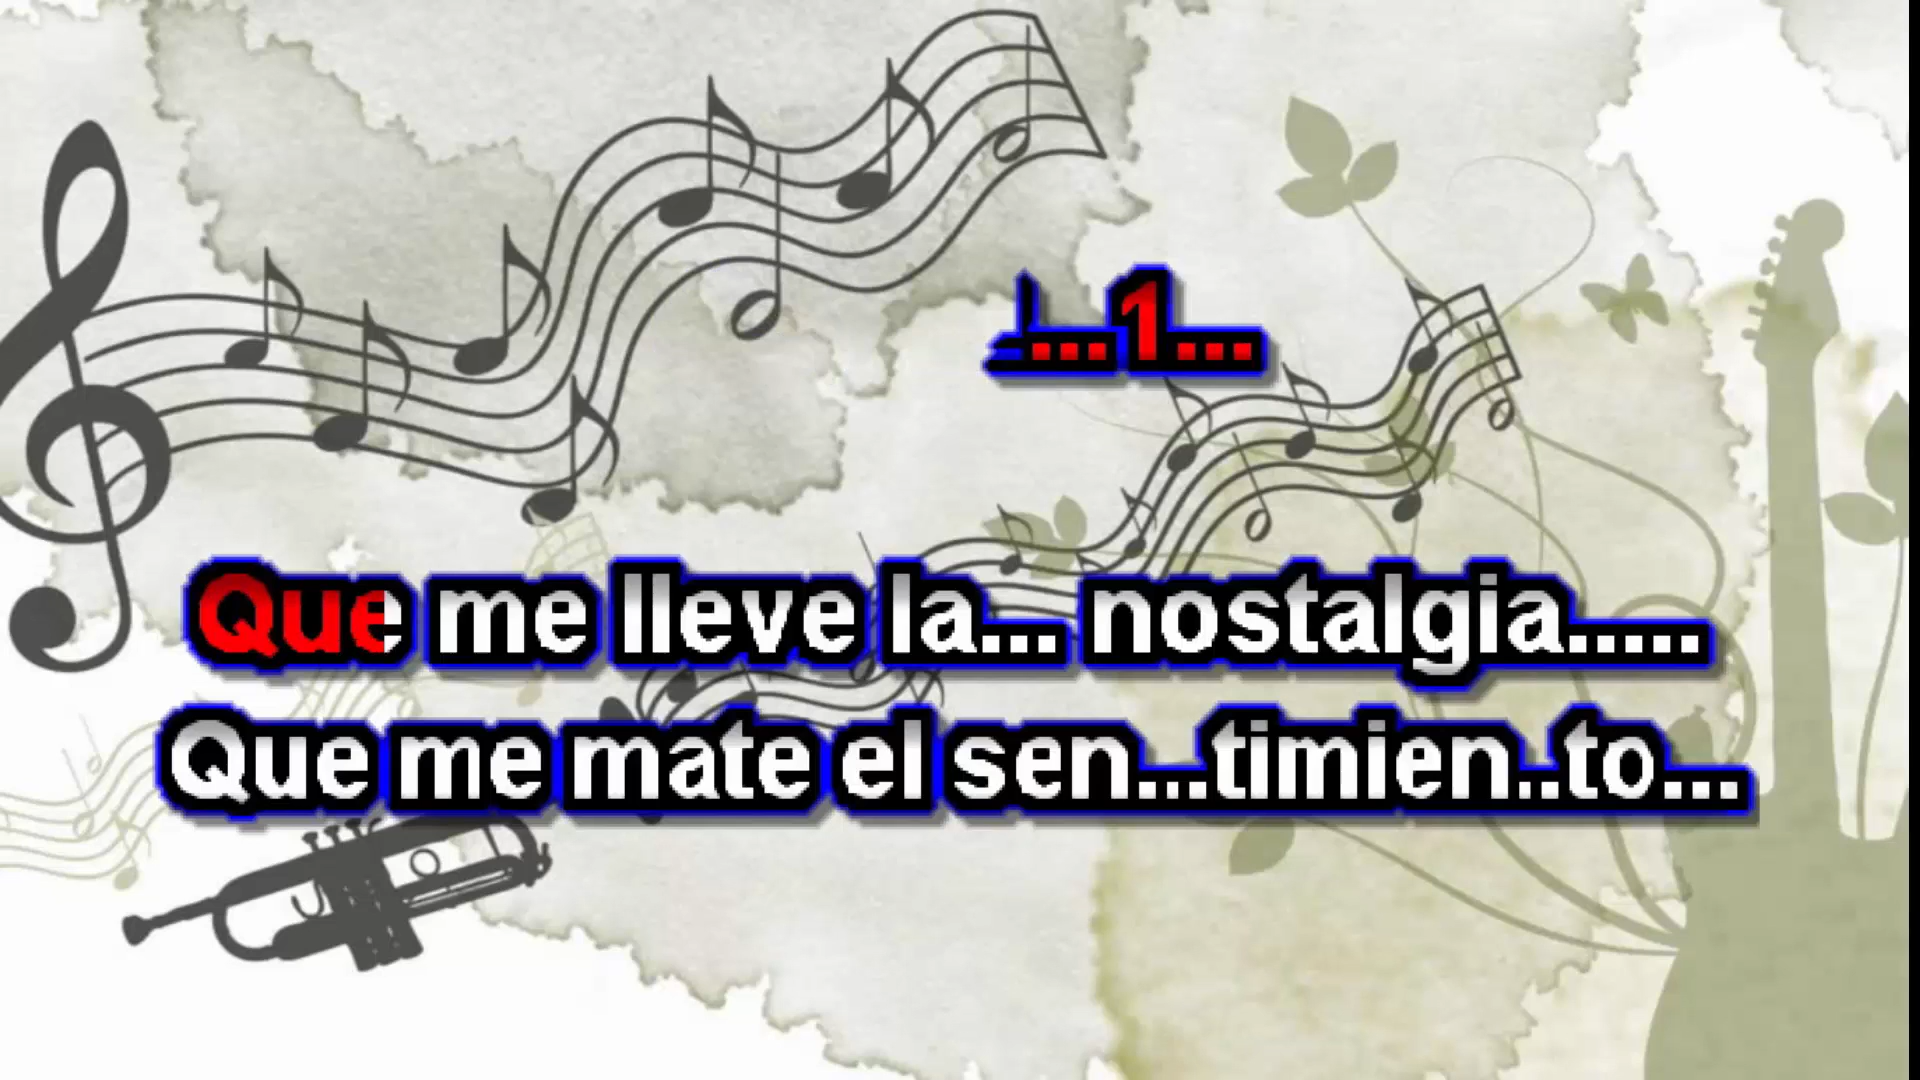 ...1...
Que me lleve la... nostalgia.....
Que me mate el sen...timien..to...